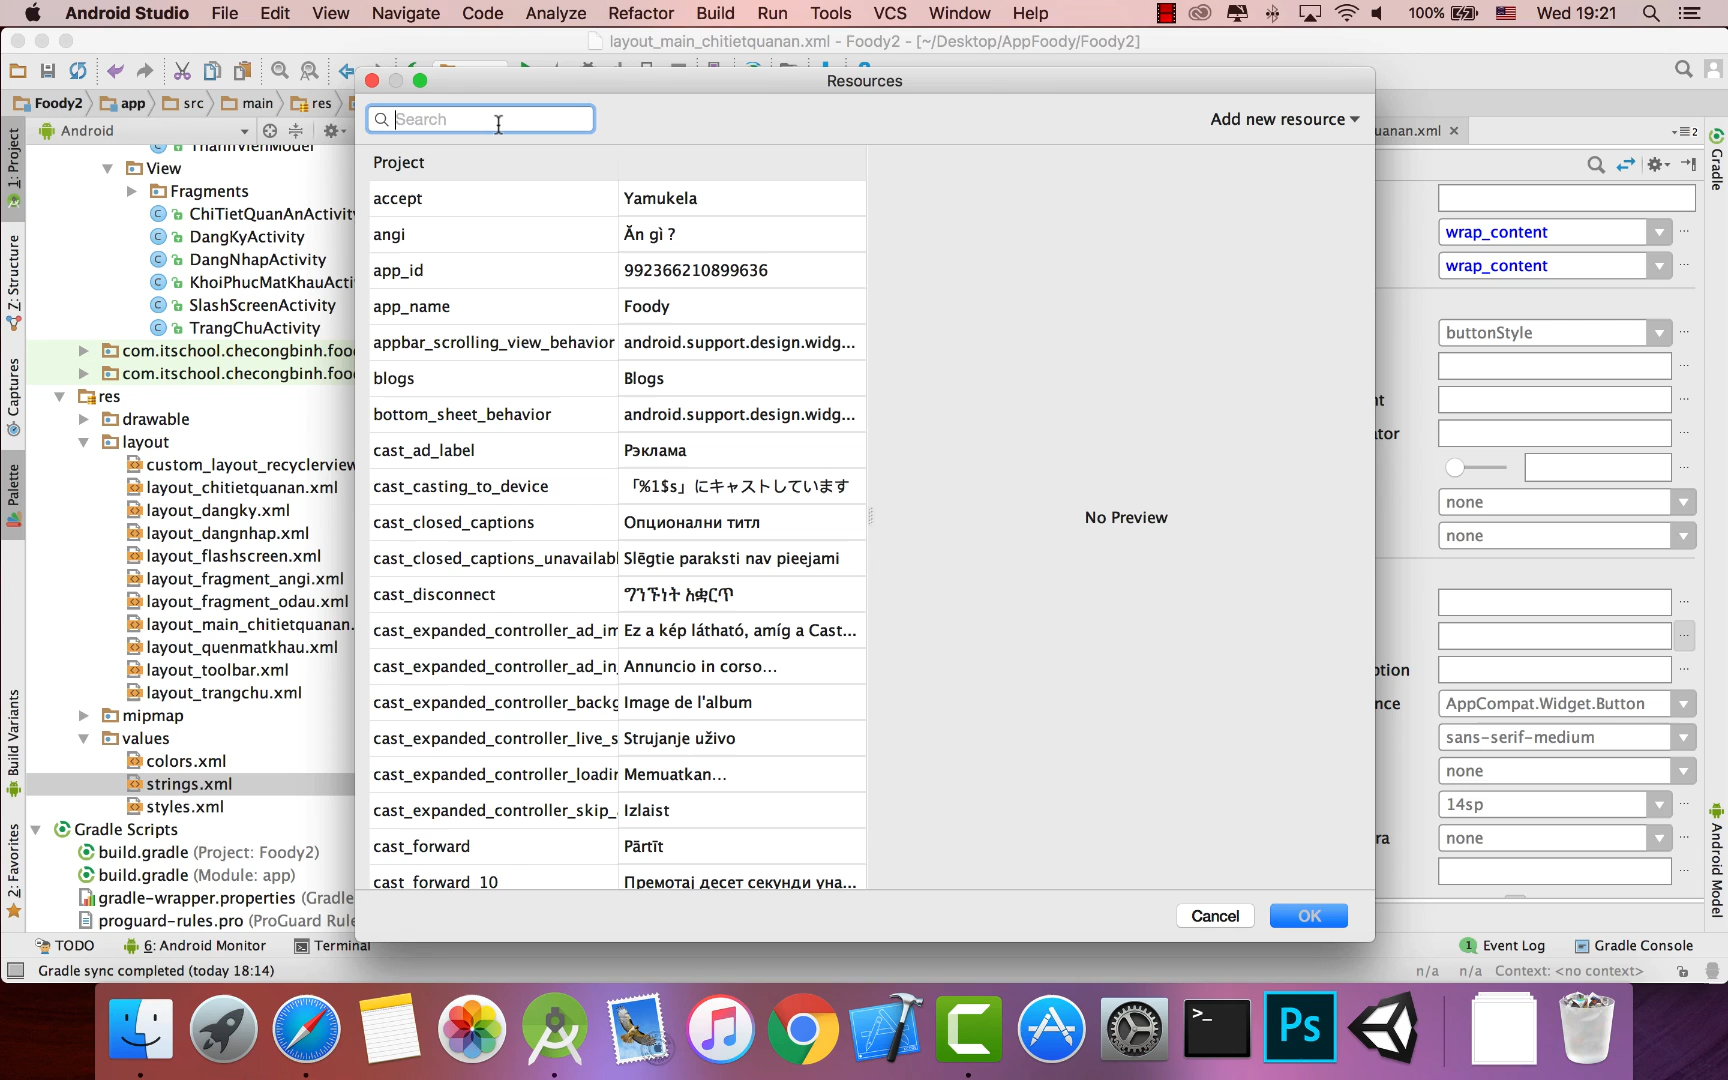 Android Studio File Edit View Navigate Code Analyze Refactor Build Run Tools VCS Window Help 100% Wed 19:21
layout_main_chitietquanan.xml - Foody2 - [~/Desktop/AppFoody/Foody2]
Resources
Foody2 app src main res
Search
Add new resource
uanan.xml
2
Android
1: Project
Z: Structure
Captures
Palette
Build Variants
2: Favorites
Gradle
Android Model
ThanhVienModel
View
Fragments
ChiTietQuanAnActivity
DangKyActivity
DangNhapActivity
KhoiPhucMatKhauActi
SlashScreenActivity
TrangChuActivity
com.itschool.checongbinh.foo
com.itschool.checongbinh.foo
res
drawable
layout
custom_layout_recyclerview
layout_chitietquanan.xml
layout_dangky.xml
layout_dangnhap.xml
layout_flashscreen.xml
layout_fragment_angi.xml
layout_fragment_odau.xml
layout_main_chitietquanan.
layout_quenmatkhau.xml
layout_toolbar.xml
layout_trangchu.xml
mipmap
values
colors.xml
strings.xml
styles.xml
Gradle Scripts
build.gradle (Project: Foody2)
build.gradle (Module: app)
gradle-wrapper.properties (Gradle
proguard-rules.pro (ProGuard Rule
Project
accept Yamukela
angi Ăn gì ?
app_id 992366210899636
app_name Foody
appbar_scrolling_view_behavior android.support.design.widg...
blogs Blogs
bottom_sheet_behavior android.support.design.widg...
cast_ad_label Рэклама
cast_casting_to_device 「%1$s」にキャストしています
cast_closed_captions Опционални титл
cast_closed_captions_unavailabl Slēgtie paraksti nav pieejami
cast_disconnect ግንኙነት አቋርጥ
cast_expanded_controller_ad_im Ez a kép látható, amíg a Cast...
cast_expanded_controller_ad_in_ Annuncio in corso...
cast_expanded_controller_backg Image de l'album
cast_expanded_controller_live_s Strujanje uživo
cast_expanded_controller_loadin Memuatkan...
cast_expanded_controller_skip_ Izlaist
cast_forward Pārtīt
cast_forward_10 Премотај десет секунди уна...
No Preview
Cancel OK
wrap_content
wrap_content
buttonStyle
nt
ator
none
none
ption
nce AppCompat.Widget.Button
sans-serif-medium
none
14sp
ra none
TODO 6: Android Monitor Terminal 1 Event Log Gradle Console
Gradle sync completed (today 18:14) n/a n/a Context: <no context>
>_ Ps